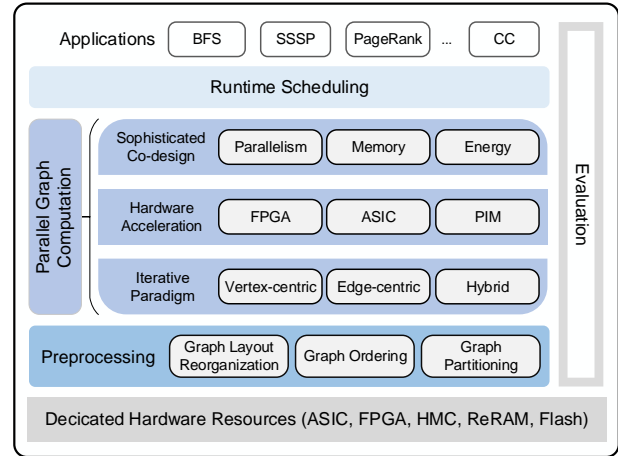 Applications BFS SSSP PageRank ... CC
Runtime Scheduling
Parallel Graph
Computation
Sophisticated
Co-design
Parallelism Memory Energy
Hardware
Acceleration
FPGA ASIC PIM
Iterative
Paradigm
Vertex-centric Edge-centric Hybrid
Preprocessing
Graph Layout
Reorganization
Graph Ordering
Graph
Partitioning
Evaluation
Decicated Hardware Resources (ASIC, FPGA, HMC, ReRAM, Flash)